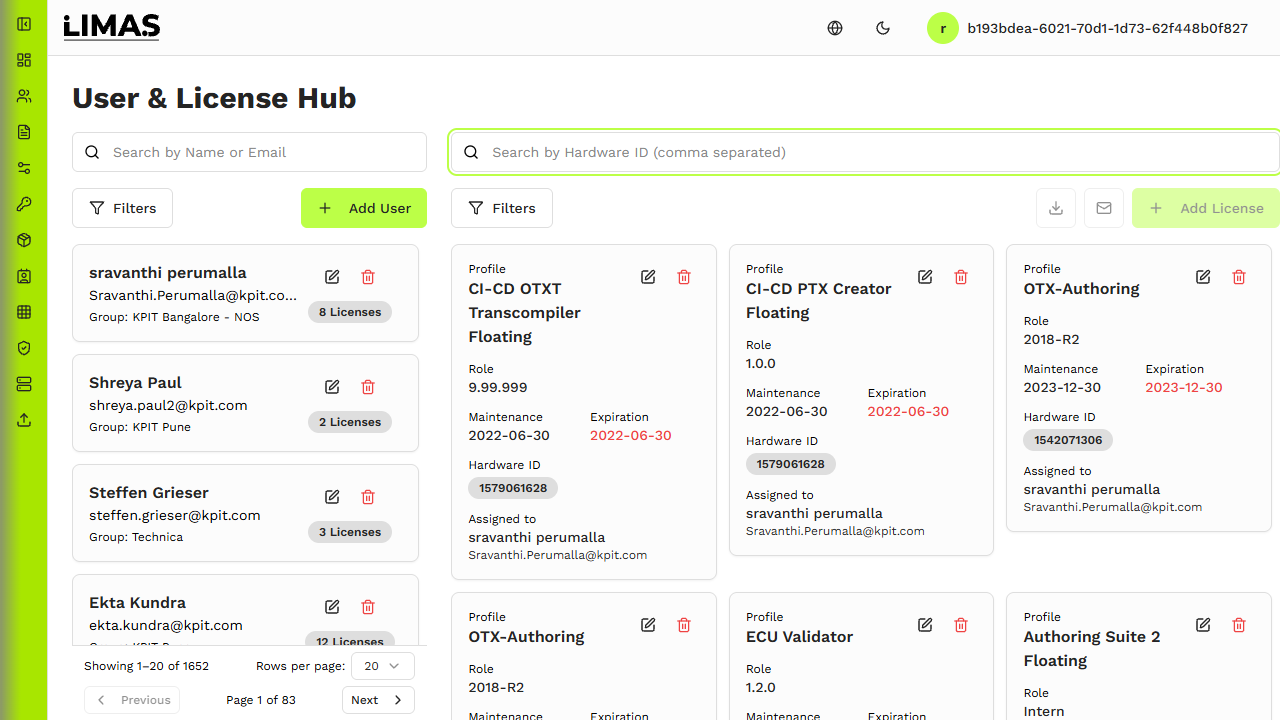 LIMAS
r
b193bdea-6021-70d1-1d73-62f448b0f827
User & License Hub
Search by Name or Email
Search by Hardware ID (comma separated)
Filters
Add User
Filters
Add License
sravanthi perumalla
Sravanthi.Perumalla@kpit.co...
8 Licenses
Group: KPIT Bangalore - NOS
Shreya Paul
shreya.paul2@kpit.com
2 Licenses
Group: KPIT Pune
Steffen Grieser
steffen.grieser@kpit.com
3 Licenses
Group: Technica
Ekta Kundra
ekta.kundra@kpit.com
12 Licenses
Showing 1–20 of 1652
Rows per page:
20
Previous
Page 1 of 83
Next
Profile
CI-CD OTXT
Transcompiler
Floating
Role
9.99.999
Maintenance Expiration
2022-06-30 2022-06-30
Hardware ID
1579061628
Assigned to
sravanthi perumalla
Sravanthi.Perumalla@kpit.com
Profile
CI-CD PTX Creator
Floating
Role
1.0.0
Maintenance Expiration
2022-06-30 2022-06-30
Hardware ID
1579061628
Assigned to
sravanthi perumalla
Sravanthi.Perumalla@kpit.com
Profile
OTX-Authoring
Role
2018-R2
Maintenance Expiration
2023-12-30 2023-12-30
Hardware ID
1542071306
Assigned to
sravanthi perumalla
Sravanthi.Perumalla@kpit.com
Profile
OTX-Authoring
Role
2018-R2
Maintenance Expiration
Profile
ECU Validator
Role
1.2.0
Maintenance Expiration
Profile
Authoring Suite 2
Floating
Role
Intern